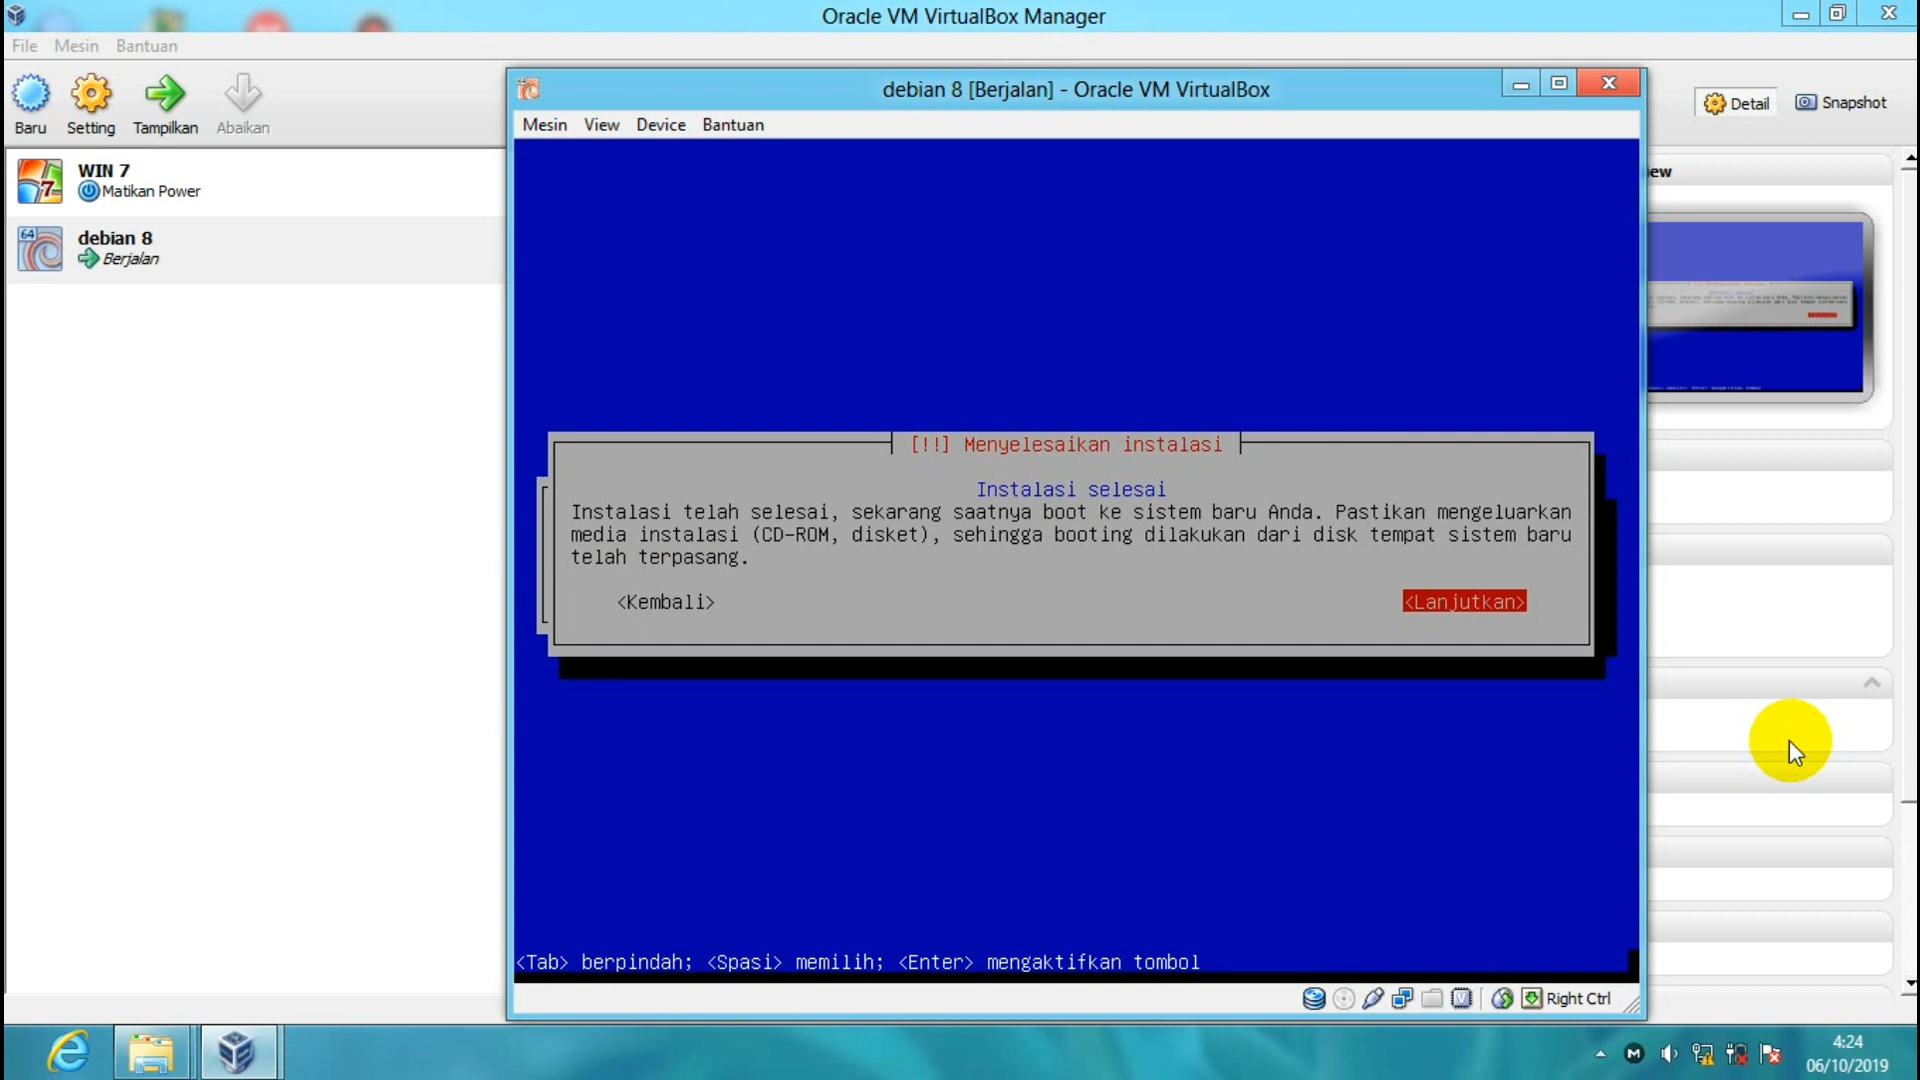 Oracle VM VirtualBox Manager
File Mesin Bantuan
Baru Setting Tampilkan Abaikan
Detail Snapshot
WIN 7
Matikan Power
64
debian 8
Berjalan
debian 8 [Berjalan] - Oracle VM VirtualBox
Mesin View Device Bantuan
[!!] Menyelesaikan instalasi
Instalasi selesai
Instalasi telah selesai, sekarang saatnya boot ke sistem baru Anda. Pastikan mengeluarkan
media instalasi (CD-ROM, disket), sehingga booting dilakukan dari disk tempat sistem baru
telah terpasang.
<Kembali> <Lanjutkan>
<Tab> berpindah; <Spasi> memilih; <Enter> mengaktifkan tombol
Right Ctrl
4:24
06/10/2019